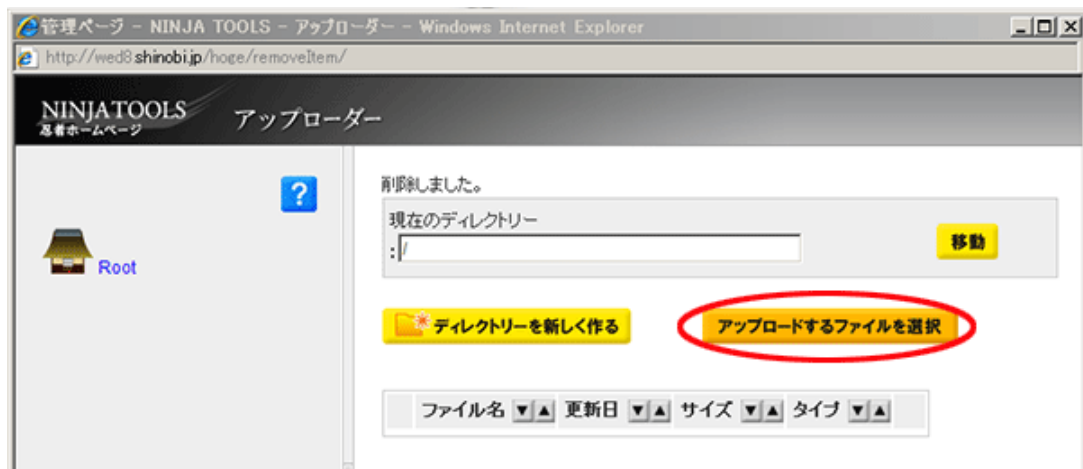 管理ページ - NINJA TOOLS - アップローダー - Windows Internet Explorer
http://wed8.shinobi.jp/hoge/removeItem/
NINJA TOOLS
忍者ホームページ
アップローダー
?
Root
削除しました。
現在のディレクトリー
:/
移動
ディレクトリーを新しく作る
アップロードするファイルを選択
ファイル名 ▼▲ 更新日 ▼▲ サイズ ▼▲ タイプ ▼▲